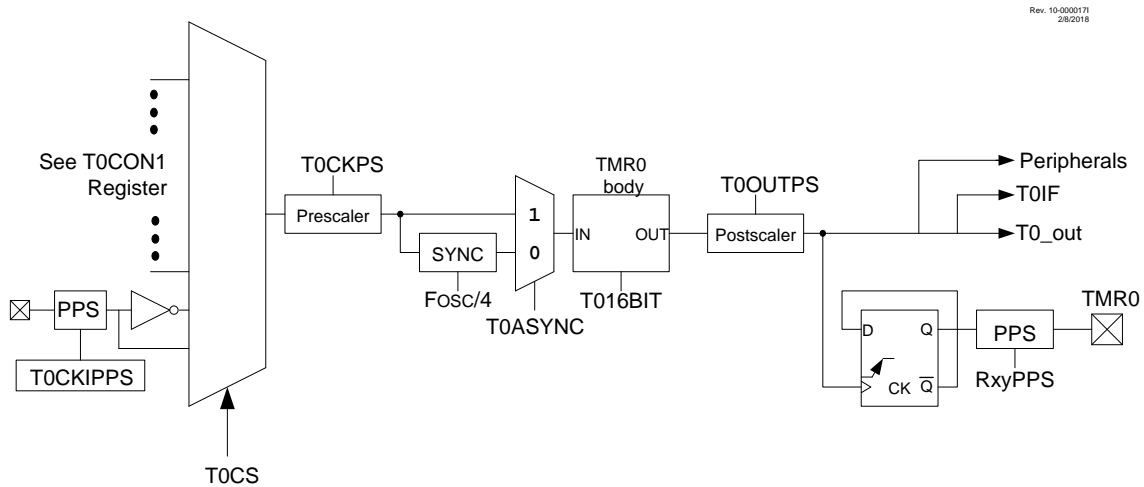 Rev. 10-000017I
2/8/2018
See T0CON1
Register
T0CKPS
Prescaler
SYNC
FOSC/4
1
0
T0ASYNC
TMR0
body
IN
OUT
T016BIT
T0OUTPS
Postscaler
Peripherals
T0IF
T0_out
PPS
T0CKIPPS
T0CS
D
Q
CK
Q
PPS
RxyPPS
TMR0